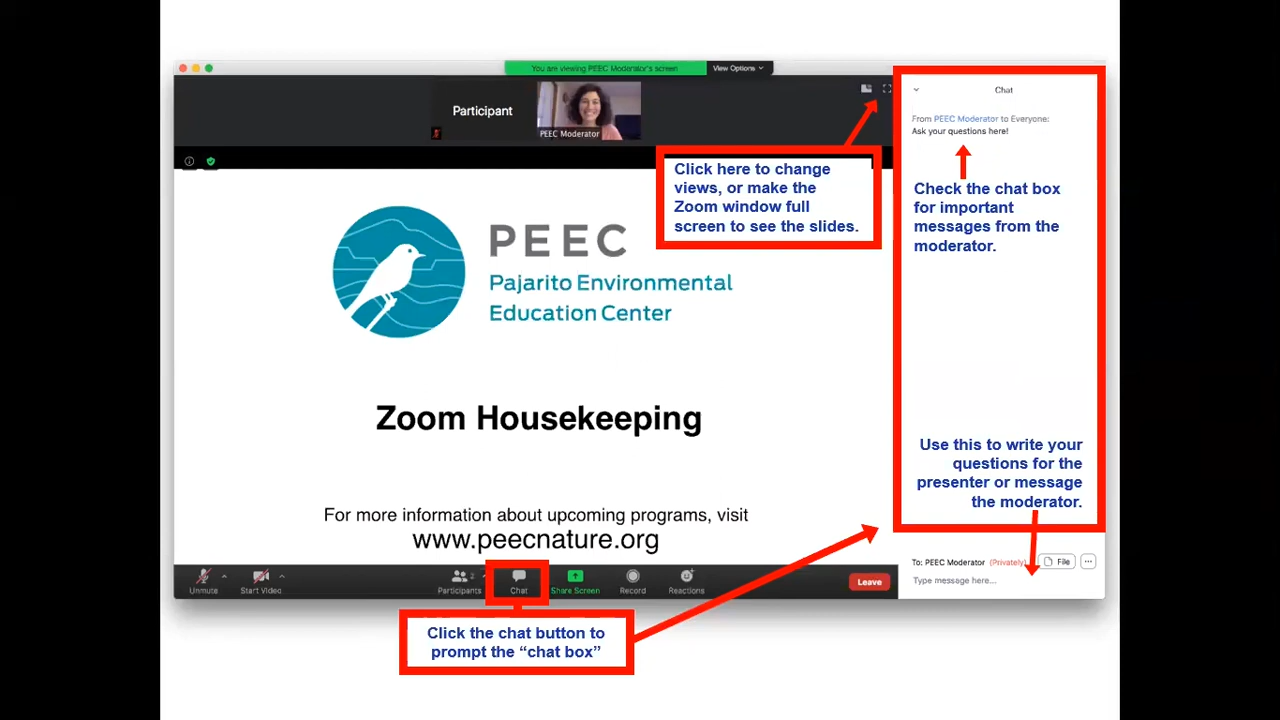 You are viewing PEEC Moderator's screen
View Options
Participant
PEEC Moderator
Chat
From PEEC Moderator to Everyone:
Ask your questions here!
Click here to change
views, or make the
Zoom window full
screen to see the slides.
Check the chat box
for important
messages from the
moderator.
PEEC
Pajarito Environmental
Education Center
Zoom Housekeeping
Use this to write your
questions for the
presenter or message
the moderator.
For more information about upcoming programs, visit
www.peecnature.org
To: PEEC Moderator (Privately)
File
Type message here...
Unmute
Start Video
Participants
2
Chat
Share Screen
Record
Reactions
Leave
Click the chat button to
prompt the “chat box”